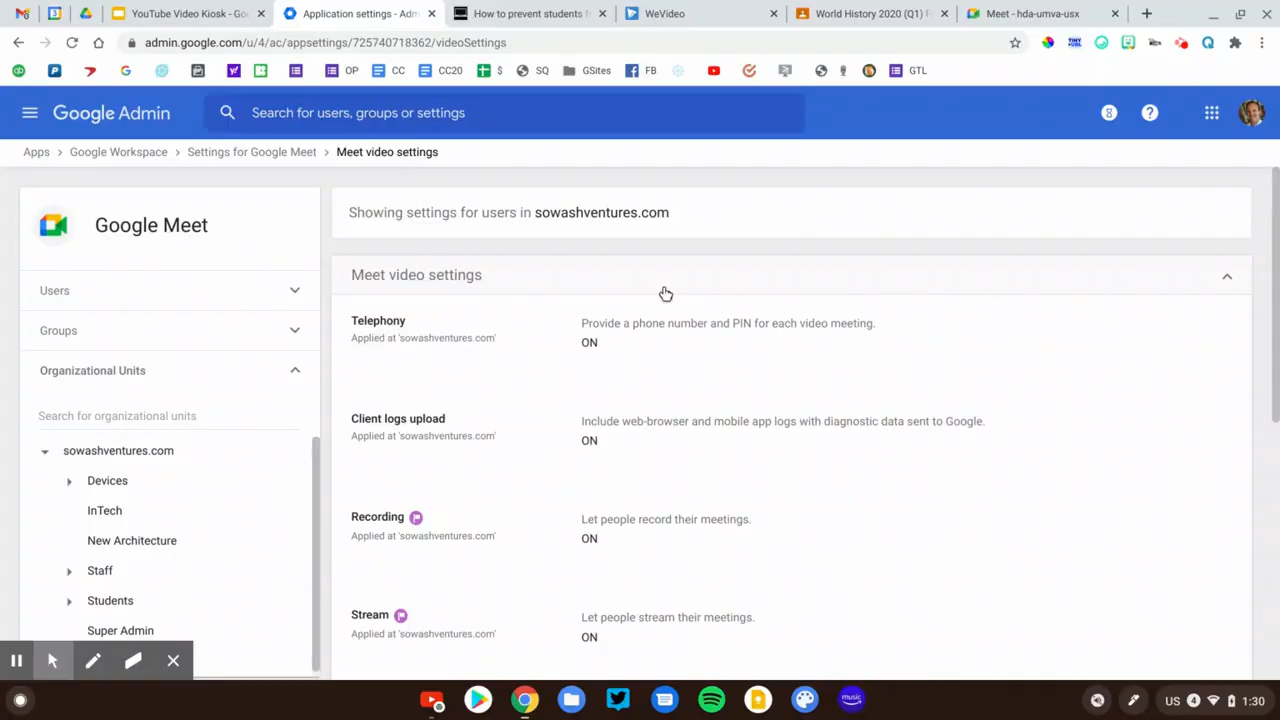 YouTube Video Kiosk - Go
Application settings - Adm
How to prevent students f
WeVideo
World History 2020 (Q1) F
Meet - hda-umva-usx
admin.google.com/u/4/ac/appsettings/725740718362/videoSettings
OP
CC
CC20
$
SQ
GSites
FB
GTL
Google Admin
Search for users, groups or settings
Apps > Google Workspace > Settings for Google Meet > Meet video settings
Google Meet
Users
Groups
Organizational Units
Search for organizational units
sowashventures.com
Devices
InTech
New Architecture
Staff
Students
Super Admin
Showing settings for users in sowashventures.com
Meet video settings
Telephony
Applied at 'sowashventures.com'
Provide a phone number and PIN for each video meeting.
ON
Client logs upload
Applied at 'sowashventures.com'
Include web-browser and mobile app logs with diagnostic data sent to Google.
ON
Recording
Applied at 'sowashventures.com'
Let people record their meetings.
ON
Stream
Applied at 'sowashventures.com'
Let people stream their meetings.
ON
music
US 4 1:30